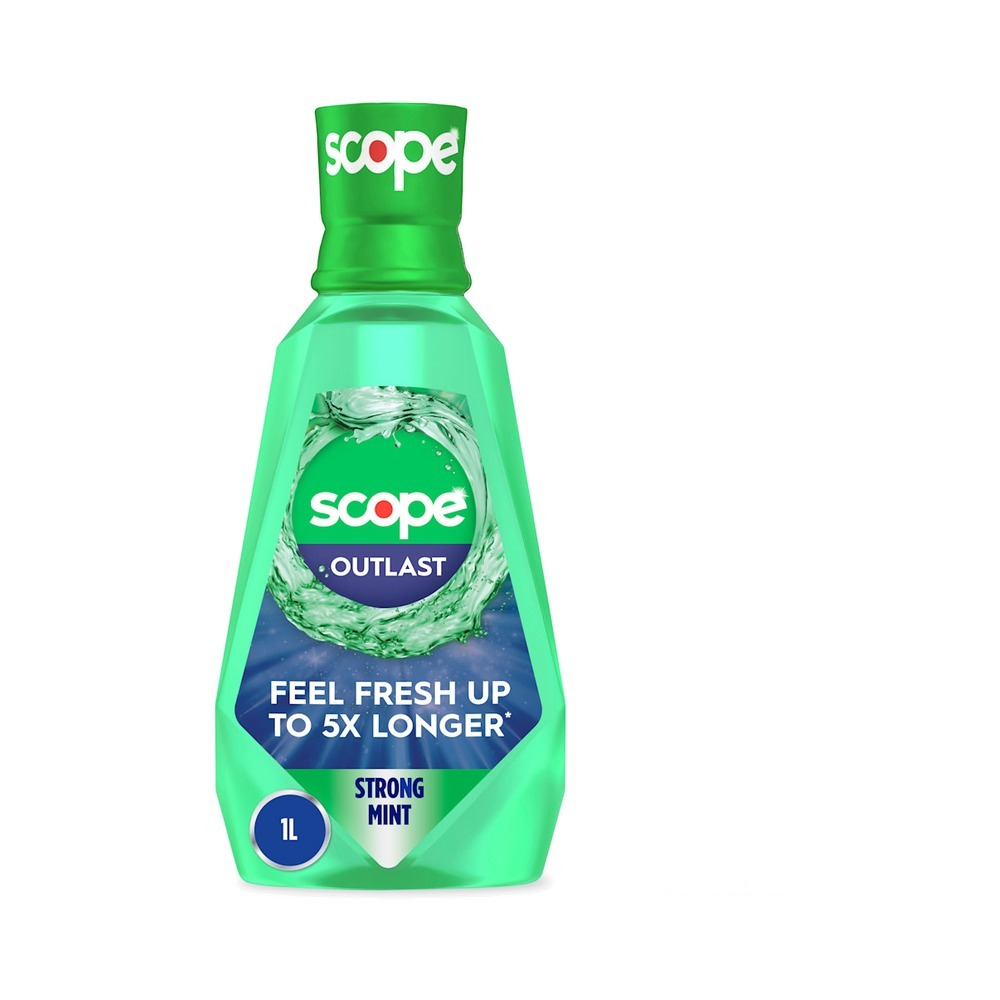 scope
scope
OUTLAST
FEEL FRESH UP
TO 5X LONGER*
STRONG
MINT
1L